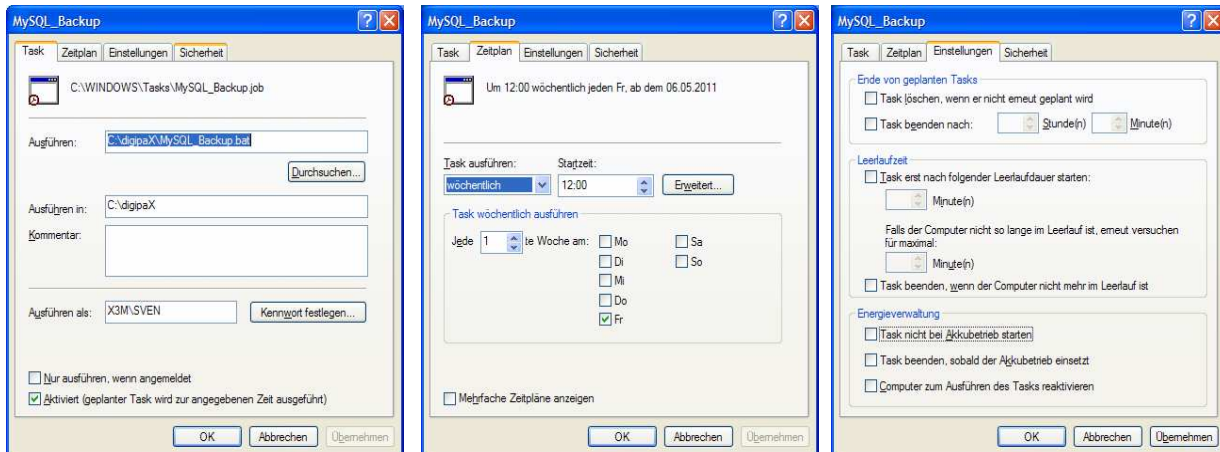 MySQL_Backup
Task Zeitplan Einstellungen Sicherheit
C:\WINDOWS\Tasks\MySQL_Backup.job
Ausführen: C:\digipaX\MySQL_Backup.bat
Durchsuchen...
Ausführen in: C:\digipaX
Kommentar:
Ausführen als: X3M\SVEN Kennwort festlegen...
Nur ausführen, wenn angemeldet
Aktiviert (geplanter Task wird zur angegebenen Zeit ausgeführt)
OK Abbrechen Übernehmen
MySQL_Backup
Task Zeitplan Einstellungen Sicherheit
Um 12:00 wöchentlich jeden Fr, ab dem 06.05.2011
Task ausführen: Startzeit:
wöchentlich 12:00 Erweitert...
Task wöchentlich ausführen
Jede 1 te Woche am: Mo Sa
Di So
Mi
Do
Fr
Mehrfache Zeitpläne anzeigen
OK Abbrechen Übernehmen
MySQL_Backup
Task Zeitplan Einstellungen Sicherheit
Ende von geplanten Tasks
Task löschen, wenn er nicht erneut geplant wird
Task beenden nach: Stunde(n) Minute(n)
Leerlaufzeit
Task erst nach folgender Leerlaufdauer starten:
Minute(n)
Falls der Computer nicht so lange im Leerlauf ist, erneut versuchen
für maximal:
Minute(n)
Task beenden, wenn der Computer nicht mehr im Leerlauf ist
Energieverwaltung
Task nicht bei Akkubetrieb starten
Task beenden, sobald der Akkubetrieb einsetzt
Computer zum Ausführen des Tasks reaktivieren
OK Abbrechen Übernehmen